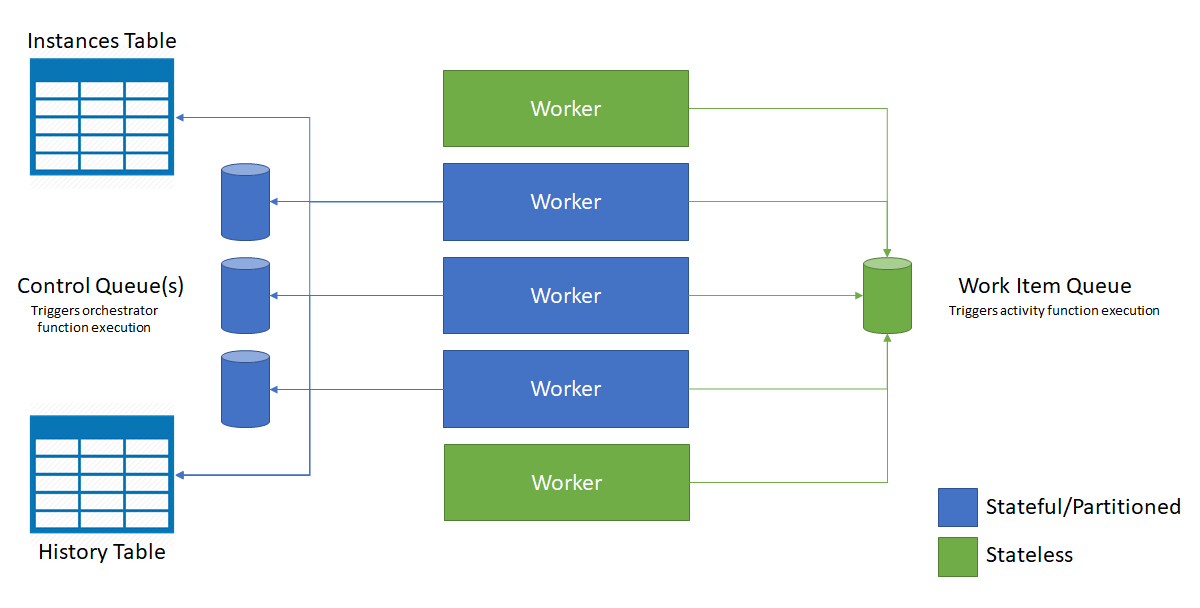 Instances Table
Worker
Worker
Control Queue(s)
Triggers orchestrator
function execution
Worker
Work Item Queue
Triggers activity function execution
Worker
Worker
History Table
Stateful/Partitioned
Stateless